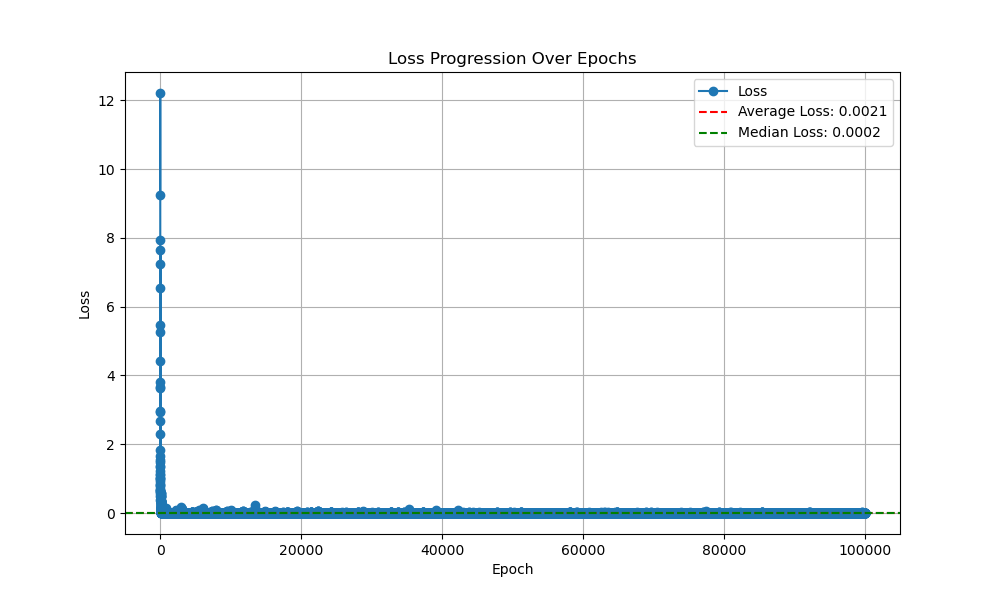 Loss Progression Over Epochs
Loss
Average Loss: 0.0021
Median Loss: 0.0002
12
10
8
6
4
2
0
Loss
0 20000 40000 60000 80000 100000
Epoch